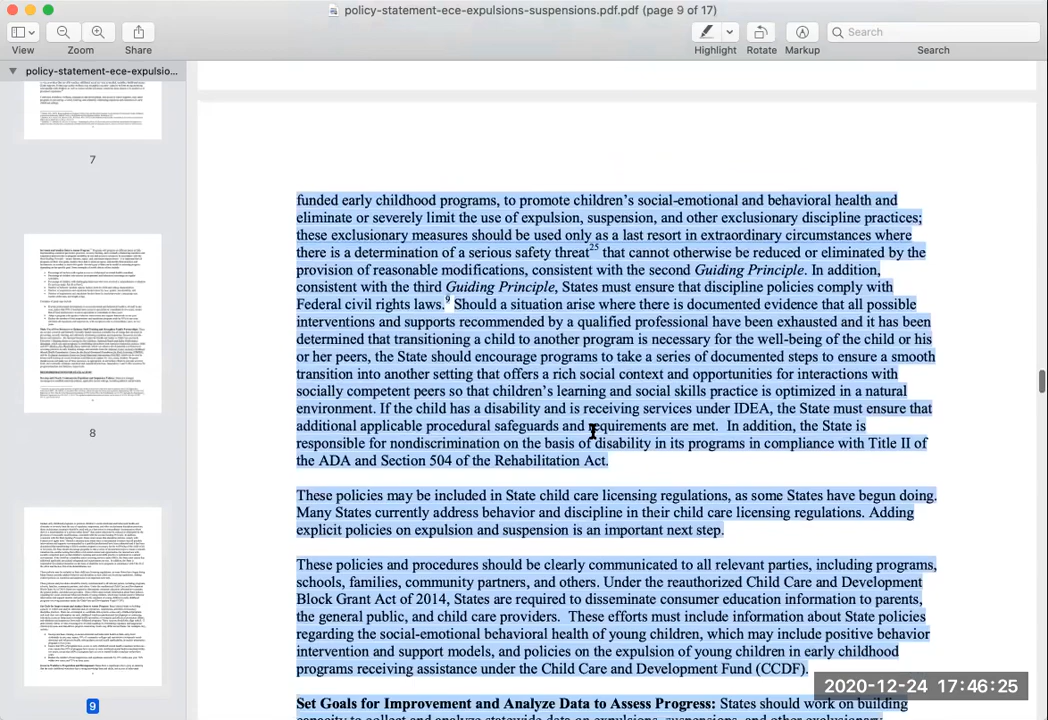 policy-statement-ece-expulsions-suspensions.pdf.pdf (page 9 of 17)
View
Zoom
Share
Highlight
Rotate
Markup
Search
Search
policy-statement-ece-expulsio...
7
8
9
funded early childhood programs, to promote children's social-emotional and behavioral health and
eliminate or severely limit the use of expulsion, suspension, and other exclusionary discipline practices;
these exclusionary measures should be used only as a last resort in extraordinary circumstances where
there is a determination of a serious safety threat25 that cannot otherwise be reduced or eliminated by the
provision of reasonable modifications, consistent with the second Guiding Principle. In addition,
consistent with the third Guiding Principle, States must ensure that discipline policies comply with
Federal civil rights laws.9 Should a situation arise where there is documented evidence that all possible
interventions and supports recommended by a qualified professional have been exhausted and it has been
determined that transitioning a child to another program is necessary for the well-being of the child or his
or her peers, the State should require programs to take a series of documented steps to ensure a smooth
transition into another setting that offers a rich social context and opportunities for interactions with
socially competent peers so that children's learning and social skills practice is optimized in a natural
environment. If the child has a disability and is receiving services under IDEA, the State must ensure that
additional applicable procedural safeguards and requirements are met. In addition, the State is
responsible for nondiscrimination on the basis of disability in its programs in compliance with Title II of
the ADA and Section 504 of the Rehabilitation Act.
These policies may be included in State child care licensing regulations, as some States have begun doing.
Many States currently address behavior and discipline in their child care licensing regulations. Adding
explicit policies on expulsion and suspension is an important next step.
These policies and procedures should be clearly communicated to all relevant parties, including programs,
schools, families, community partners, and others. Under the reauthorized Child Care and Development
Block Grant Act of 2014, States are required to disseminate consumer education information to parents,
the general public, and child care providers. These efforts must include information about State policies
regarding the social-emotional behavioral health of young children, which may include positive behavior
intervention and support models, and policies on the expulsion of young children in early childhood
programs receiving assistance under the Child Care and Development Fund (CCDF).
Set Goals for Improvement and Analyze Data to Assess Progress: States should work on building
capacity to collect and analyze statewide data on expulsions, suspensions, and other exclusionary
2020-12-24 17:46:25